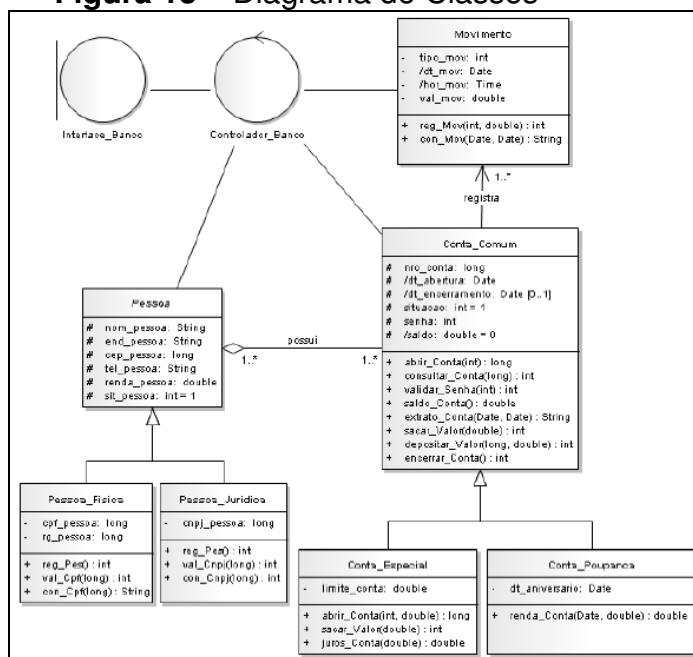 Figura 15 – Diagrama de Classes
Movimento
- tipo_mov: int
- /dt_mov: Date
- /hor_mov: Time
- val_mov: double
+ reg_Mov(int, double) : int
+ con_Mov(Date, Date) : String
Interface_Banco
Controlador_Banco
1..*
registra
Conta_Comum
# nro_conta: long
# /dt_abertura: Date
# /dt_encerramento: Date [0..1]
# situacao: int = 1
# senha: int
# /saldo: double = 0
+ abrir_Conta(int) : long
+ consultar_Conta(long) : int
+ validar_Senha(int) : int
+ saldo_Conta() : double
+ extrato_Conta(Date, Date) : String
+ sacar_Valor(double) : int
+ depositar_Valor(long, double) : int
+ encerrar_Conta() : int
Pessoa
# nom_pessoa: String
# end_pessoa: String
# cep_pessoa: long
# tel_pessoa: String
# renda_pessoa: double
# sit_pessoa: int = 1
possui
1..*
1..*
Pessoa_Fisica
- cpf_pessoa: long
- rg_pessoa: long
+ reg_Pes() : int
+ val_Cpf(long) : int
+ con_Cpf(long) : String
Pessoa_Juridica
- cnpj_pessoa: long
+ reg_Pes() : int
+ val_Cnpj(long) : int
+ con_Cnpj(long) : int
Conta_Especial
- limite_conta: double
+ abrir_Conta(int, double) : long
+ sacar_Valor(double) : int
+ juros_Conta(double) : double
Conta_Poupanca
- dt_aniversario: Date
+ renda_Conta(Date, double) : double